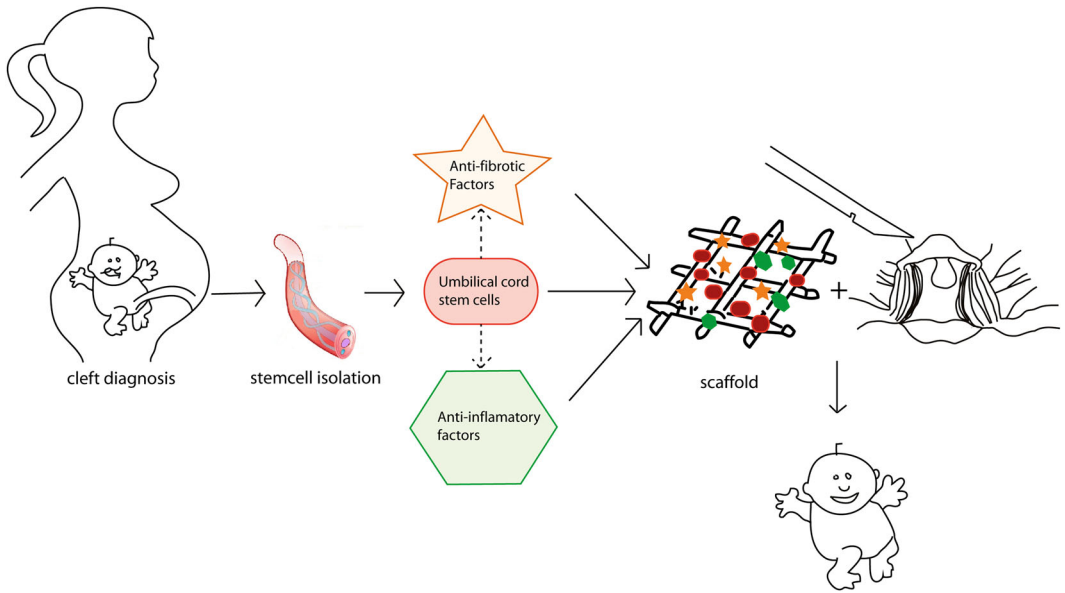 Anti-fibrotic
Factors
Umbilical cord
stem cells
cleft diagnosis
stemcell isolation
scaffold
Anti-inflamatory
factors
+